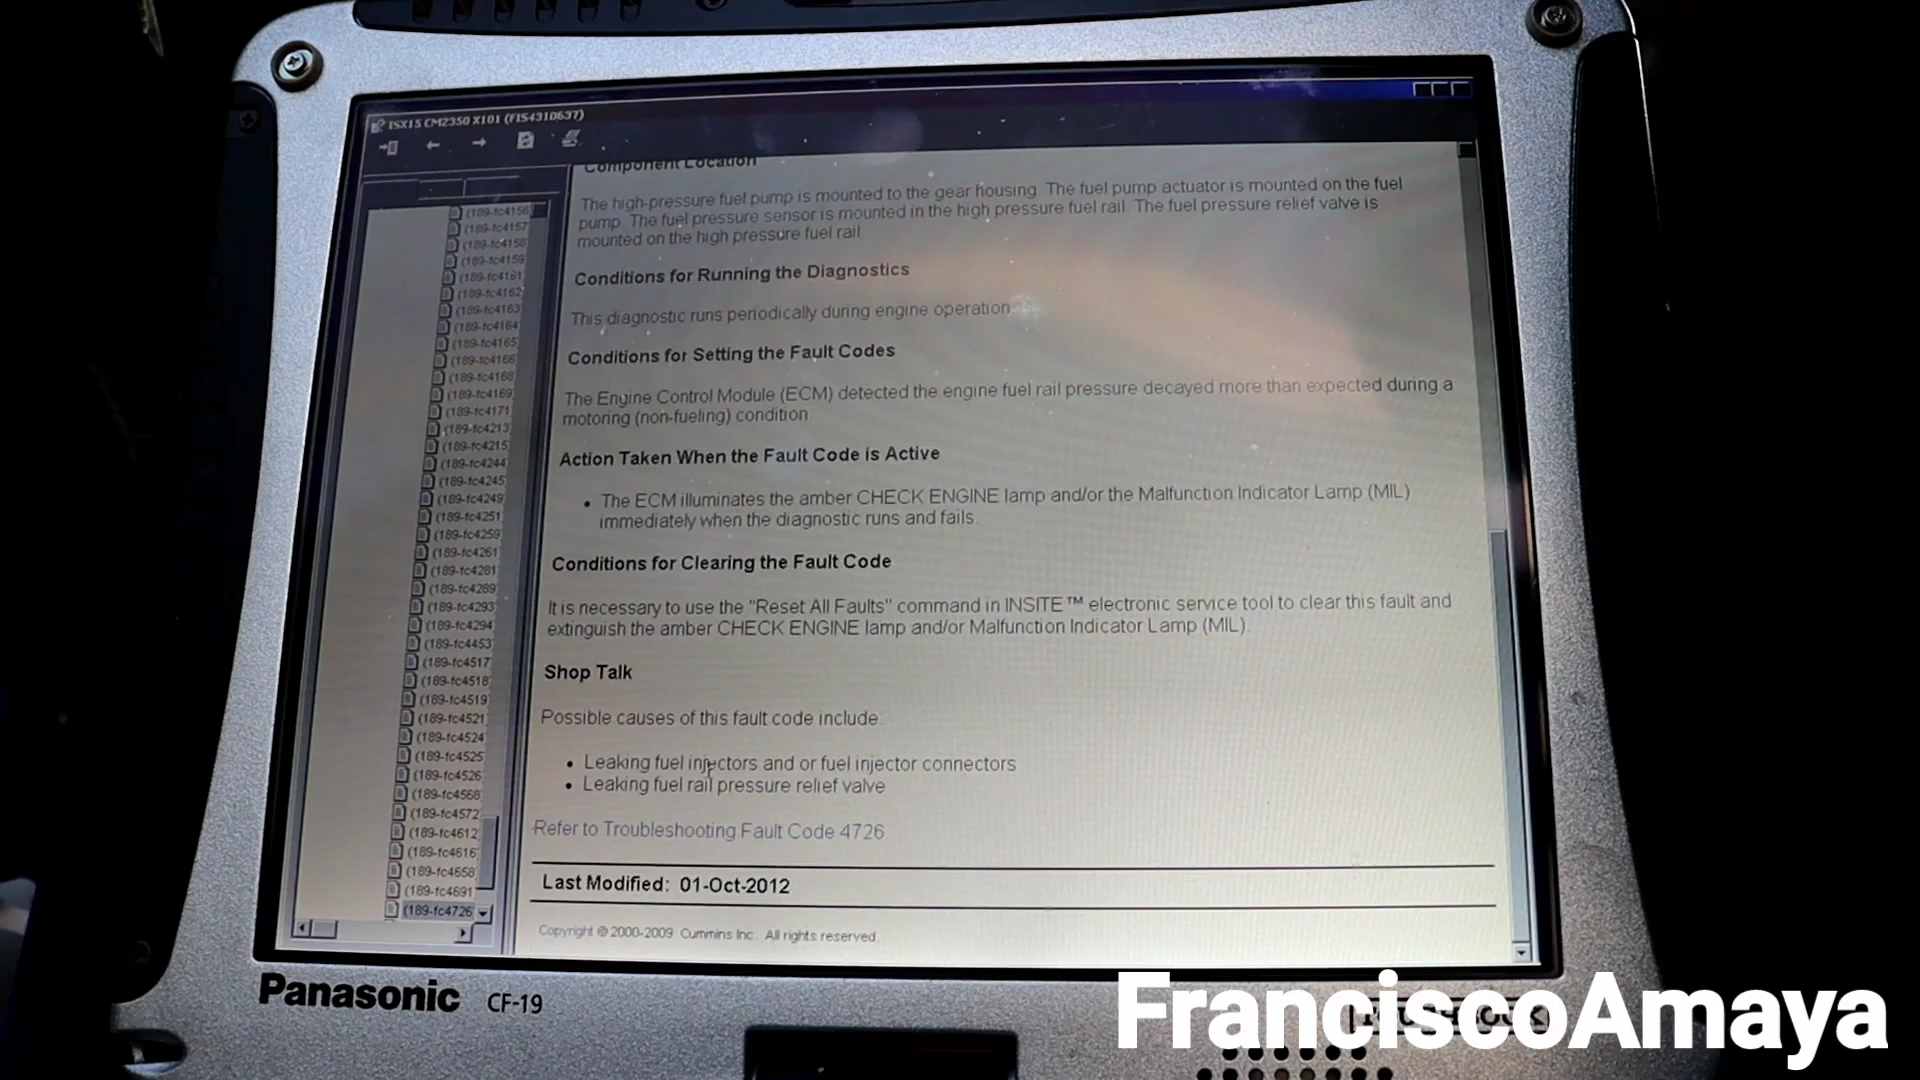 ISX15 CM2350 X101 (FIS4310637)
Component Location
The high-pressure fuel pump is mounted to the gear housing. The fuel pump actuator is mounted on the fuel
pump. The fuel pressure sensor is mounted in the high pressure fuel rail. The fuel pressure relief valve is
mounted on the high pressure fuel rail.
Conditions for Running the Diagnostics
This diagnostic runs periodically during engine operation
Conditions for Setting the Fault Codes
The Engine Control Module (ECM) detected the engine fuel rail pressure decayed more than expected during a
motoring (non-fueling) condition
Action Taken When the Fault Code is Active
• The ECM illuminates the amber CHECK ENGINE lamp and/or the Malfunction Indicator Lamp (MIL)
immediately when the diagnostic runs and fails.
Conditions for Clearing the Fault Code
It is necessary to use the "Reset All Faults" command in INSITE™ electronic service tool to clear this fault and
extinguish the amber CHECK ENGINE lamp and/or Malfunction Indicator Lamp (MIL).
Shop Talk
Possible causes of this fault code include:
• Leaking fuel injectors and or fuel injector connectors
• Leaking fuel rail pressure relief valve
Refer to Troubleshooting Fault Code 4726
Last Modified: 01-Oct-2012
Copyright © 2000-2009 Cummins Inc. All rights reserved.
(189-fc4156
(189-fc4157
(189-fc4158
(189-fc4159
(189-fc4161
(189-fc4162
(189-fc4163
(189-fc4164
(189-fc4165
(189-fc4166
(189-fc4168
(189-fc4169
(189-fc4171
(189-fc4213
(189-fc4215
(189-fc4244
(189-fc4245
(189-fc4249
(189-fc4251
(189-fc4259
(189-fc4261
(189-fc4281
(189-fc4289
(189-fc4293
(189-fc4294
(189-fc4453
(189-fc4517
(189-fc4518
(189-fc4519
(189-fc4521
(189-fc4524
(189-fc4525
(189-fc4526
(189-fc4568
(189-fc4572
(189-fc4612
(189-fc4616
(189-fc4658
(189-fc4691
(189-fc4726
Panasonic CF-19
FranciscoAmaya